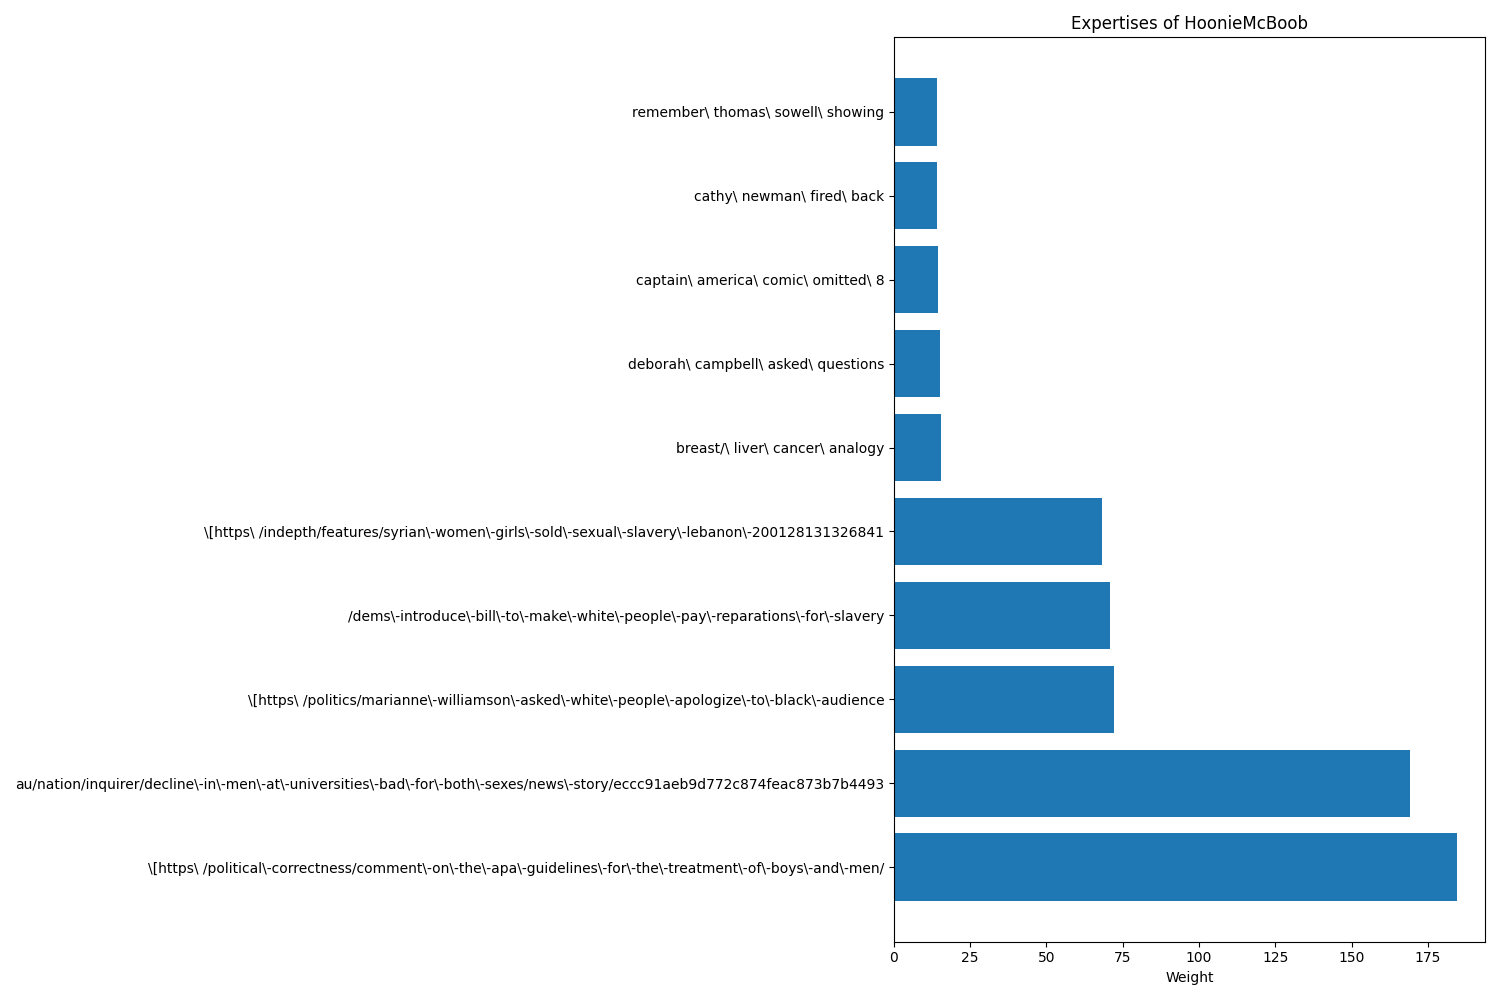 Expertises of HoonieMcBoob
remember\ thomas\ sowell\ showing
cathy\ newman\ fired\ back
captain\ america\ comic\ omitted\ 8
deborah\ campbell\ asked\ questions
breast/\ liver\ cancer\ analogy
\[https\ /indepth/features/syrian\-women\-girls\-sold\-sexual\-slavery\-lebanon\-200128131326841
/dems\-introduce\-bill\-to\-make\-white\-people\-pay\-reparations\-for\-slavery
\[https\ /politics/marianne\-williamson\-asked\-white\-people\-apologize\-to\-black\-audience
au/nation/inquirer/decline\-in\-men\-at\-universities\-bad\-for\-both\-sexes/news\-story/eccc91aeb9d772c874feac873b7b4493
\[https\ /political\-correctness/comment\-on\-the\-apa\-guidelines\-for\-the\-treatment\-of\-boys\-and\-men/
0 25 50 75 100 125 150 175
Weight